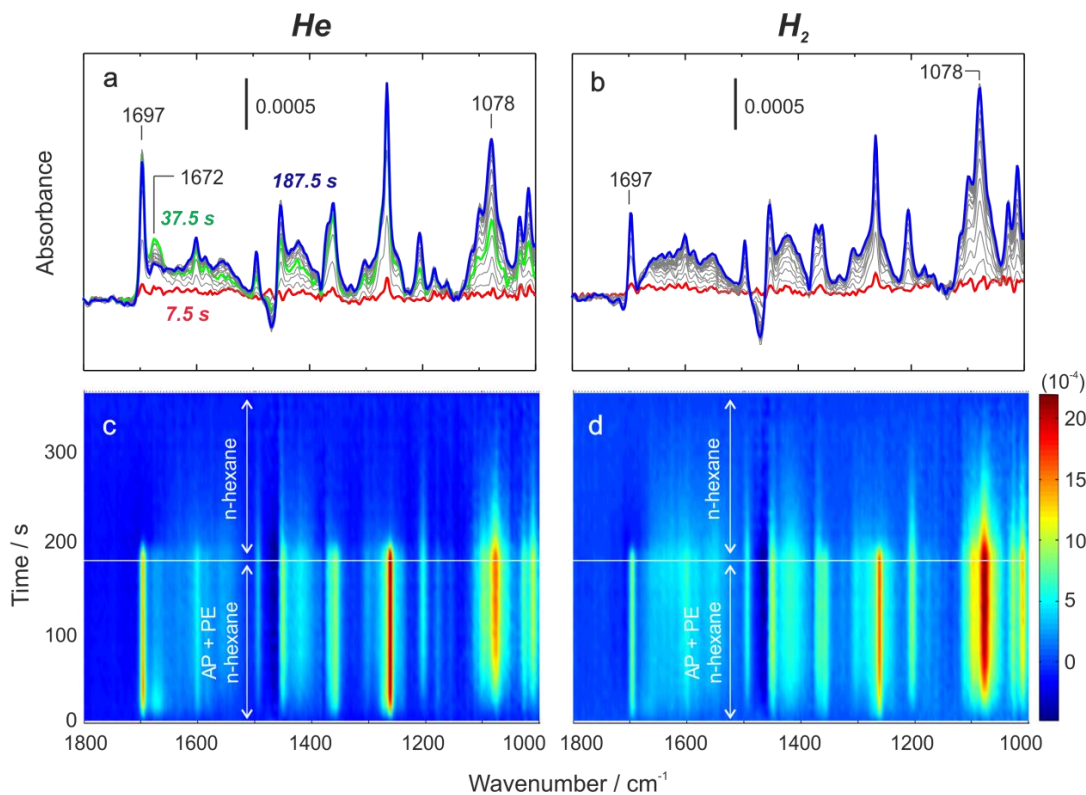 He
H2
a
b
1697
1672
37.5 s
7.5 s
0.0005
187.5 s
1078
1697
0.0005
1078
Absorbance
c
d
n-hexane
AP + PE
n-hexane
n-hexane
AP + PE
n-hexane
Time / s
300
200
100
0
1800
1600
1400
1200
1000
1800
1600
1400
1200
1000
Wavenumber / cm-1
(10-4)
20
15
10
5
0